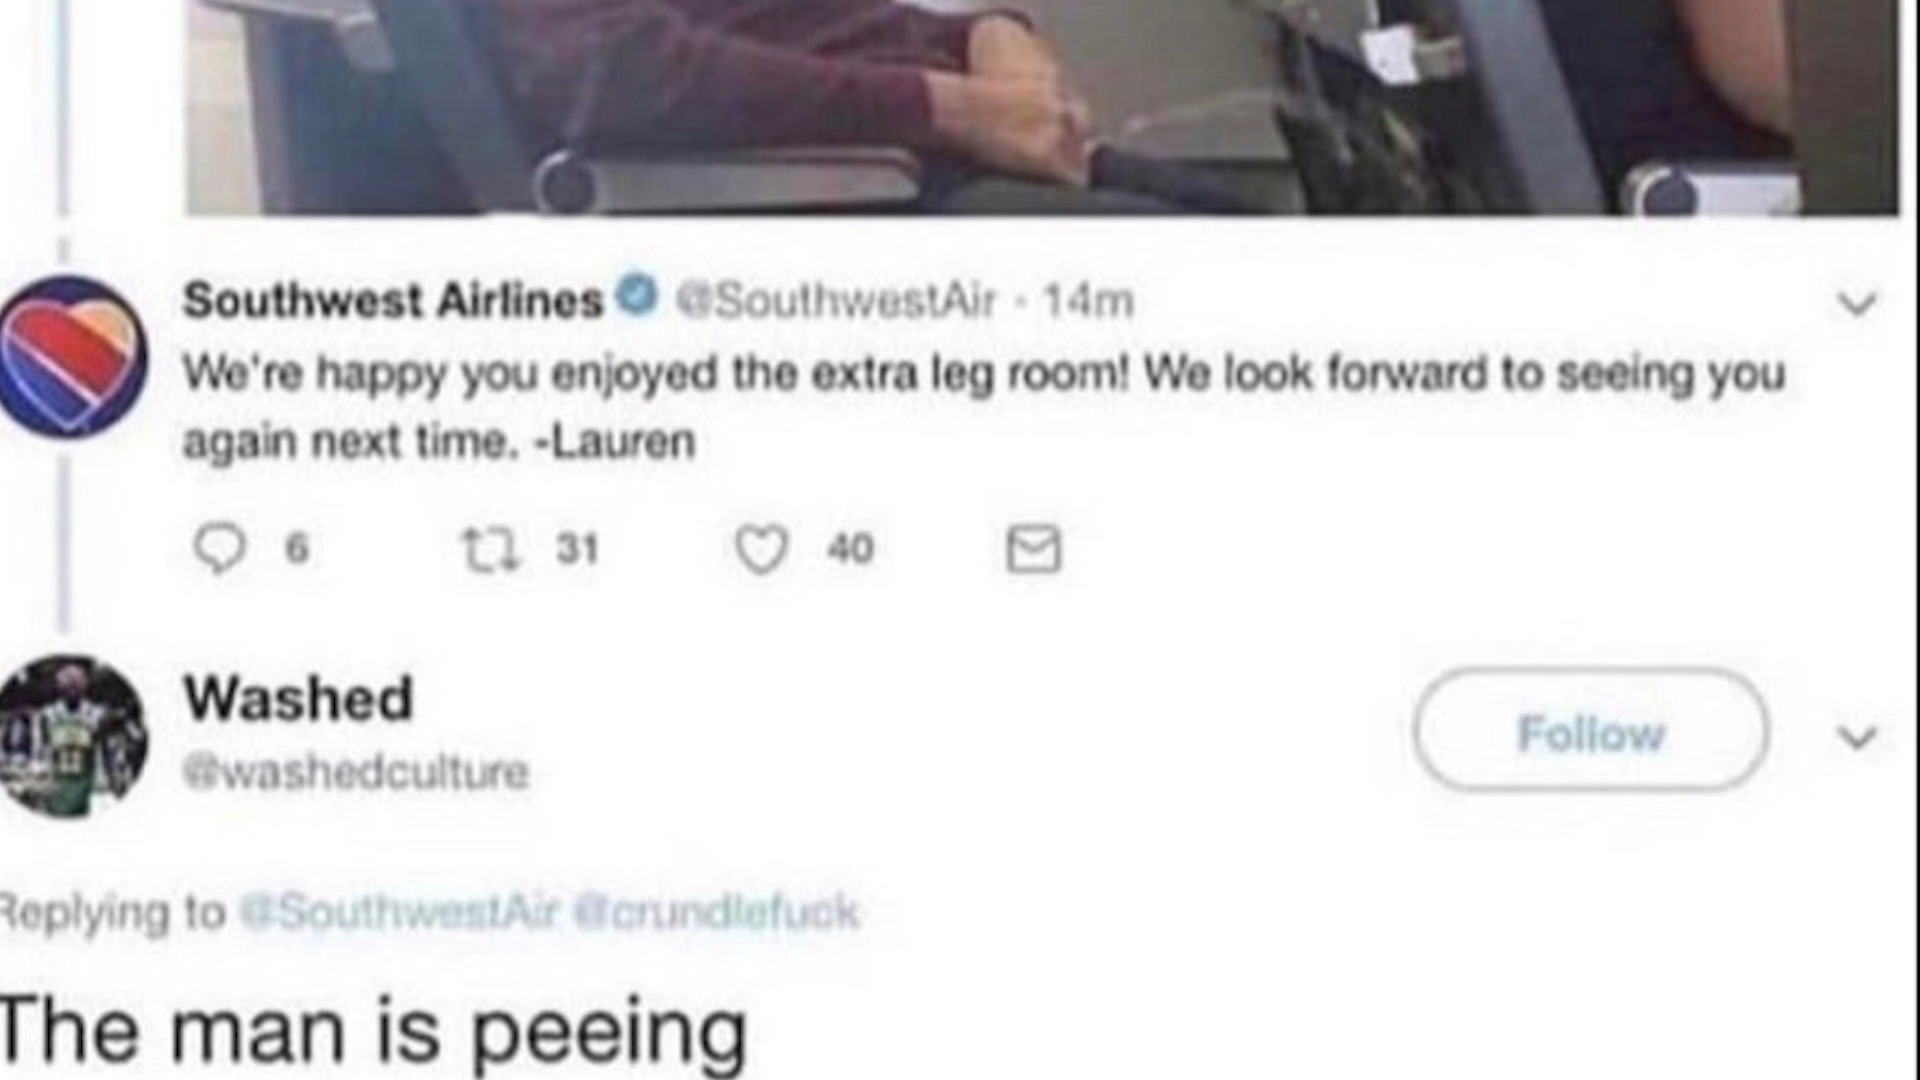 Southwest Airlines @SouthwestAir · 14m
We're happy you enjoyed the extra leg room! We look forward to seeing you
again next time. -Lauren
6 31 40
Washed
@washedculture
Follow
Replying to @SouthwestAir @crundlefuck
The man is peeing